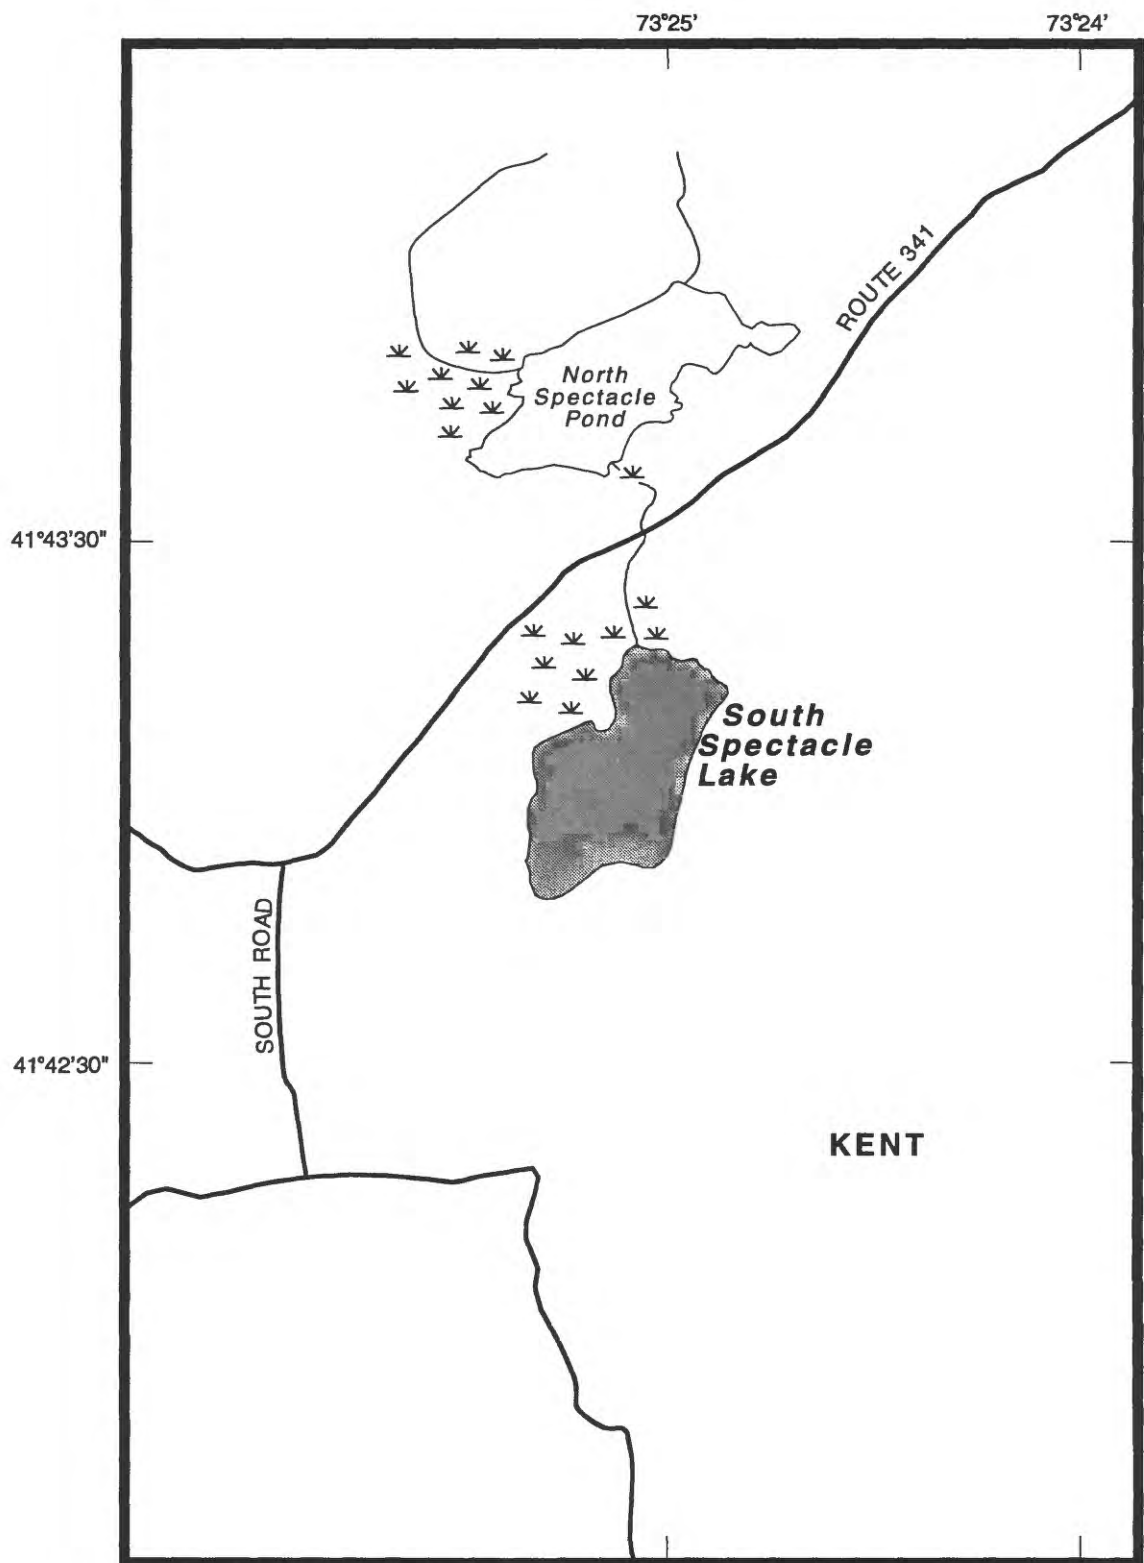 73°25' 73°24'
ROUTE 341
North
Spectacle
Pond
41°43'30"
South
Spectacle
Lake
SOUTH ROAD
41°42'30"
KENT